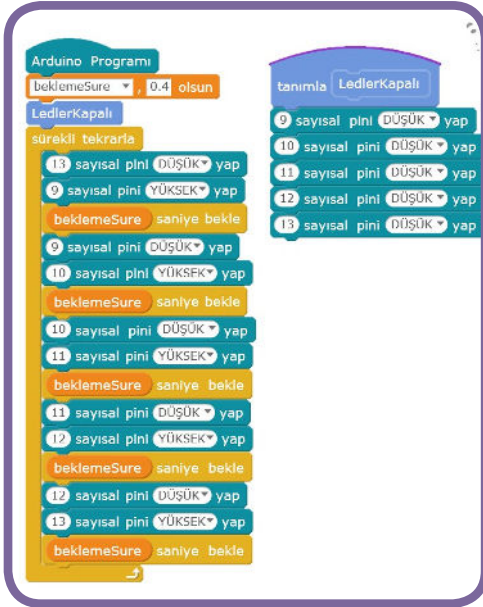 Arduino Programı
beklemeSure , 0.4 olsun
LedlerKapalı
sürekli tekrarla
13 sayısal pini DÜŞÜK yap
9 sayısal pini YÜKSEK yap
beklemeSure saniye bekle
9 sayısal pini DÜŞÜK yap
10 sayısal pini YÜKSEK yap
beklemeSure saniye bekle
10 sayısal pini DÜŞÜK yap
11 sayısal pini YÜKSEK yap
beklemeSure saniye bekle
11 sayısal pini DÜŞÜK yap
12 sayısal pini YÜKSEK yap
beklemeSure saniye bekle
12 sayısal pini DÜŞÜK yap
13 sayısal pini YÜKSEK yap
beklemeSure saniye bekle
tanımla LedlerKapalı
9 sayısal pini DÜŞÜK yap
10 sayısal pini DÜŞÜK yap
11 sayısal pini DÜŞÜK yap
12 sayısal pini DÜŞÜK yap
13 sayısal pini DÜŞÜK yap